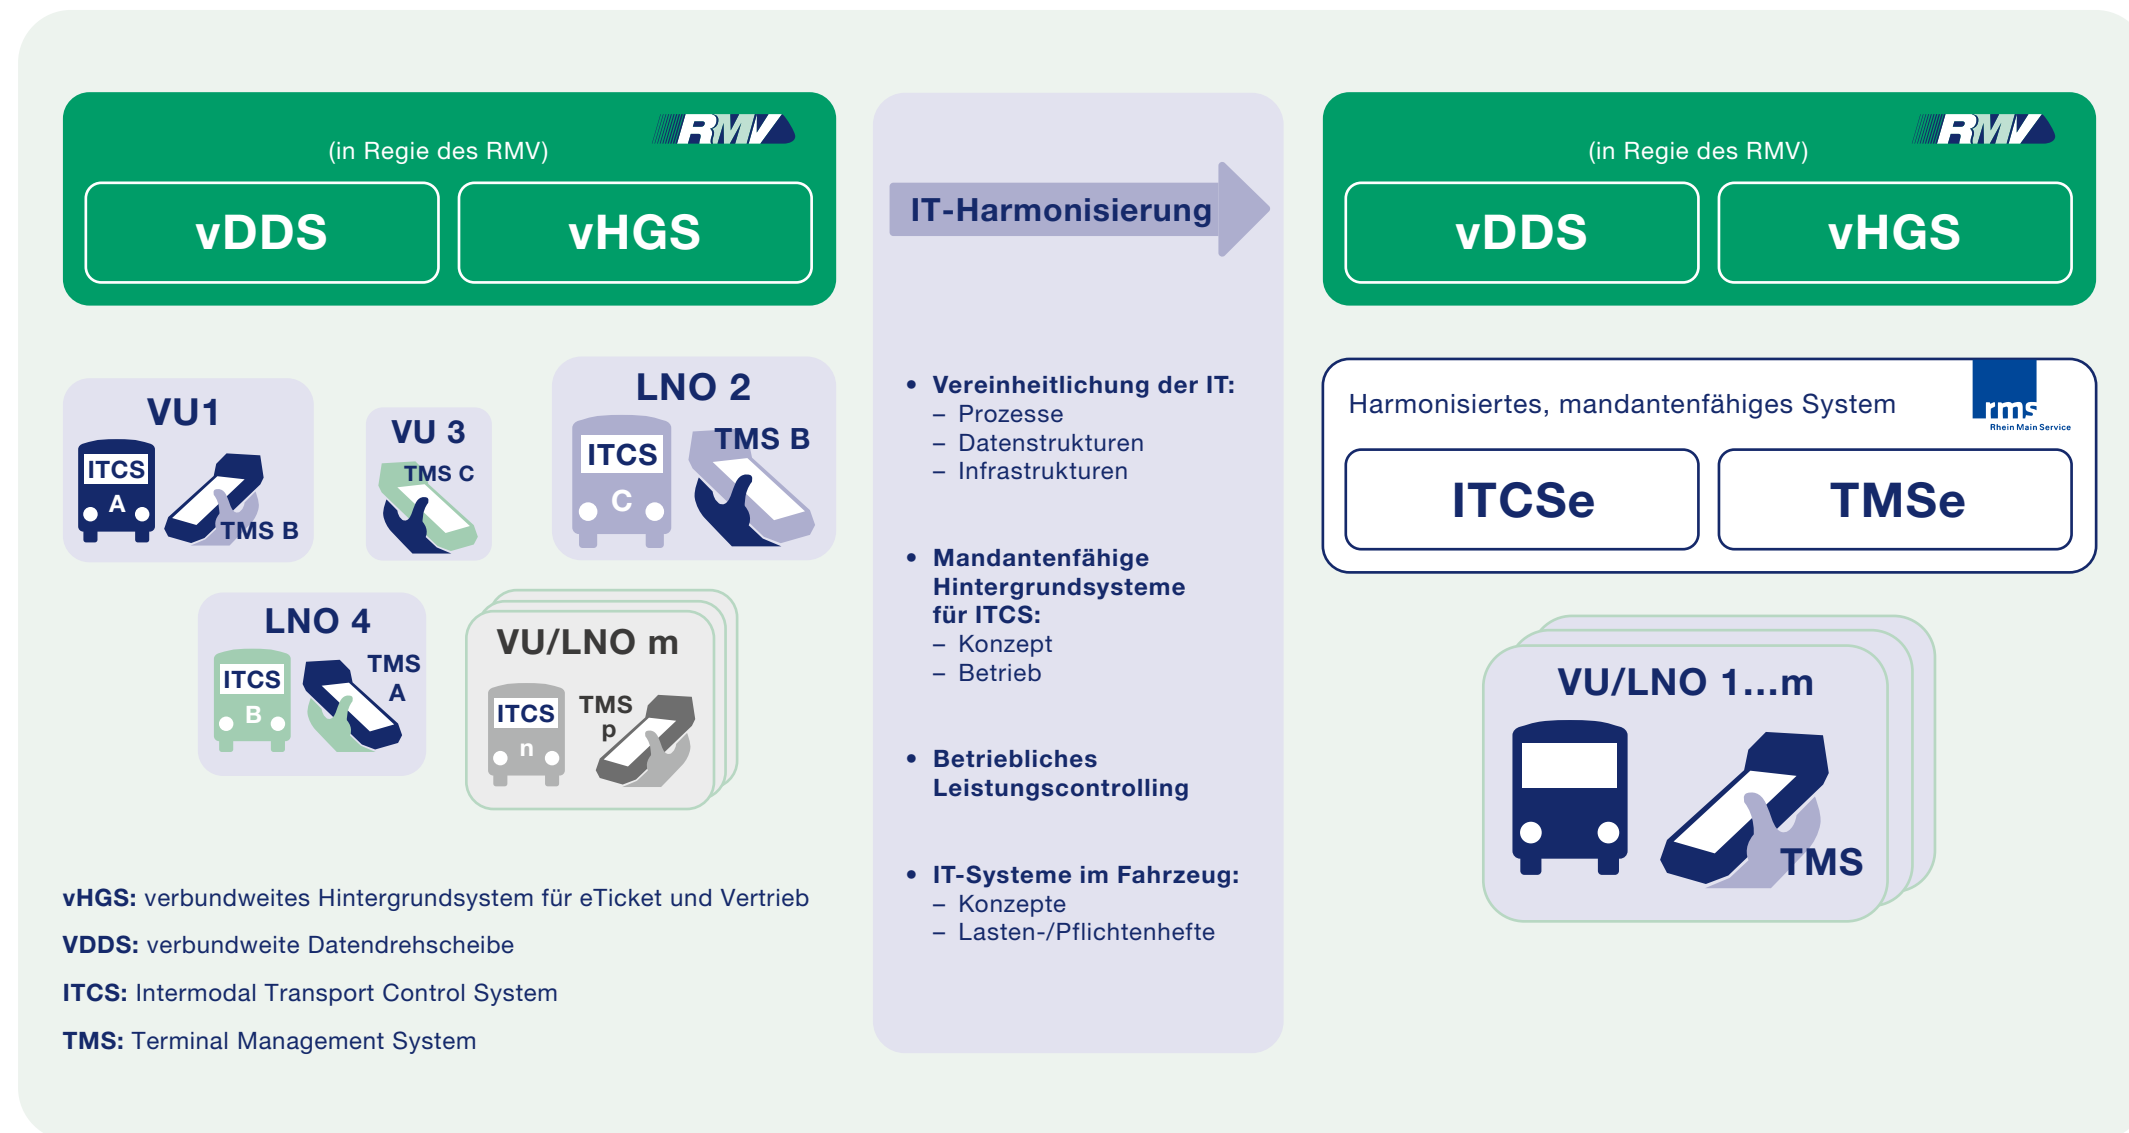 (in Regie des RMV)
RMV
vDDS
vHGS
VU1
ITCS
A
TMS B
VU 3
TMS C
LNO 2
ITCS
C
TMS B
LNO 4
ITCS
B
TMS
A
VU/LNO m
ITCS
n
TMS
p
vHGS: verbundweites Hintergrundsystem für eTicket und Vertrieb
VDDS: verbundweite Datendrehscheibe
ITCS: Intermodal Transport Control System
TMS: Terminal Management System
IT-Harmonisierung
• Vereinheitlichung der IT:
– Prozesse
– Datenstrukturen
– Infrastrukturen
• Mandantenfähige
Hintergrundsysteme
für ITCS:
– Konzept
– Betrieb
• Betriebliches
Leistungscontrolling
• IT-Systeme im Fahrzeug:
– Konzepte
– Lasten-/Pflichtenhefte
(in Regie des RMV)
RMV
vDDS
vHGS
Harmonisiertes, mandantenfähiges System
rms
Rhein Main Service
ITCSe
TMSe
VU/LNO 1...m
TMS